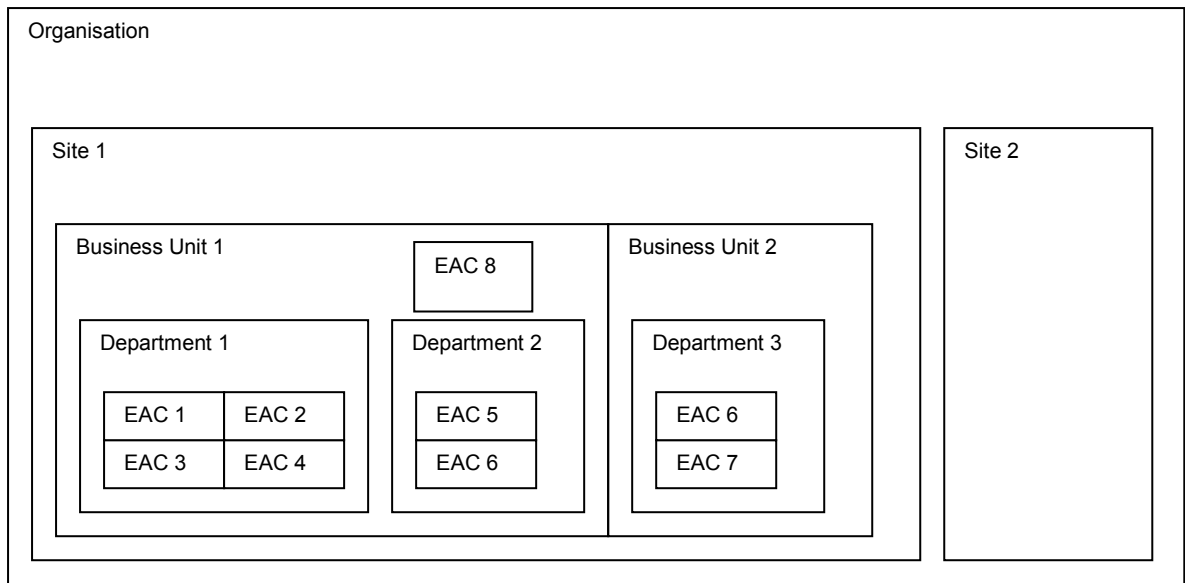 Organisation
Site 1
Site 2
Business Unit 1
EAC 8
Business Unit 2
Department 1
Department 2
Department 3
EAC 1
EAC 2
EAC 5
EAC 6
EAC 3
EAC 4
EAC 6
EAC 7